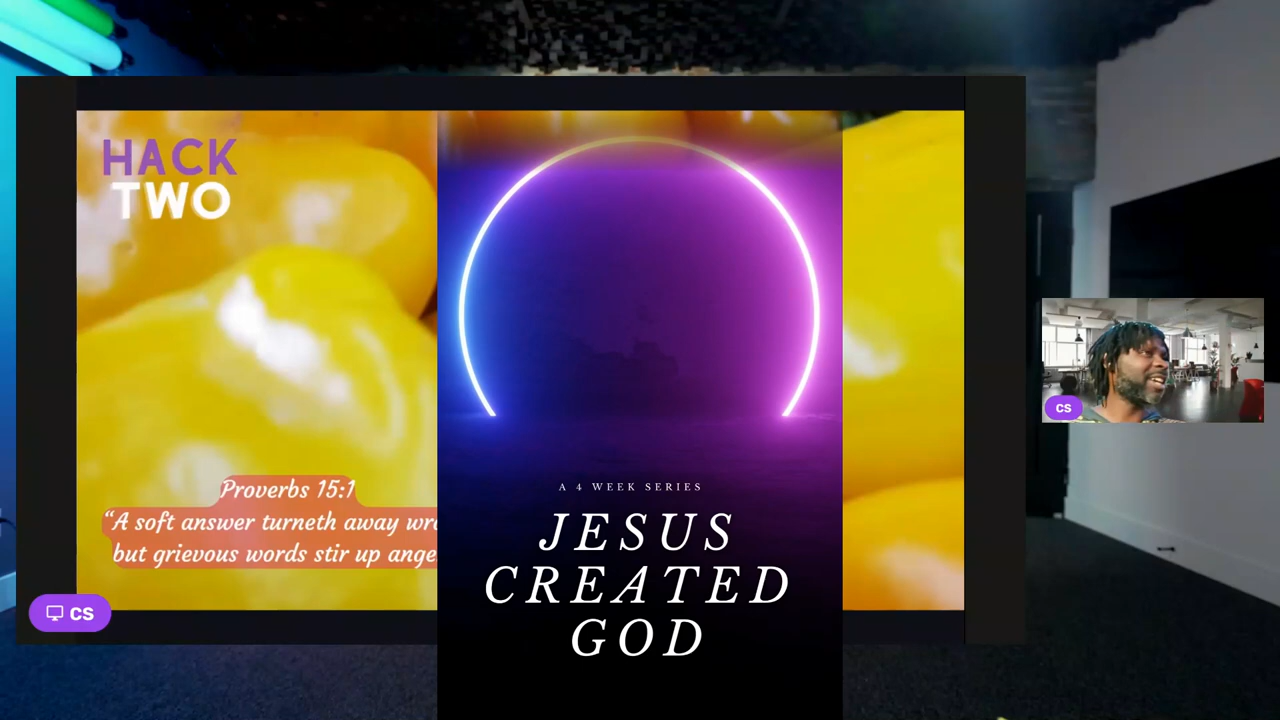 HACK
TWO
Proverbs 15:1
“A soft answer turneth away
but grievous words stir up
CS
A 4 WEEK SERIES
JESUS
CREATED
GOD
CS